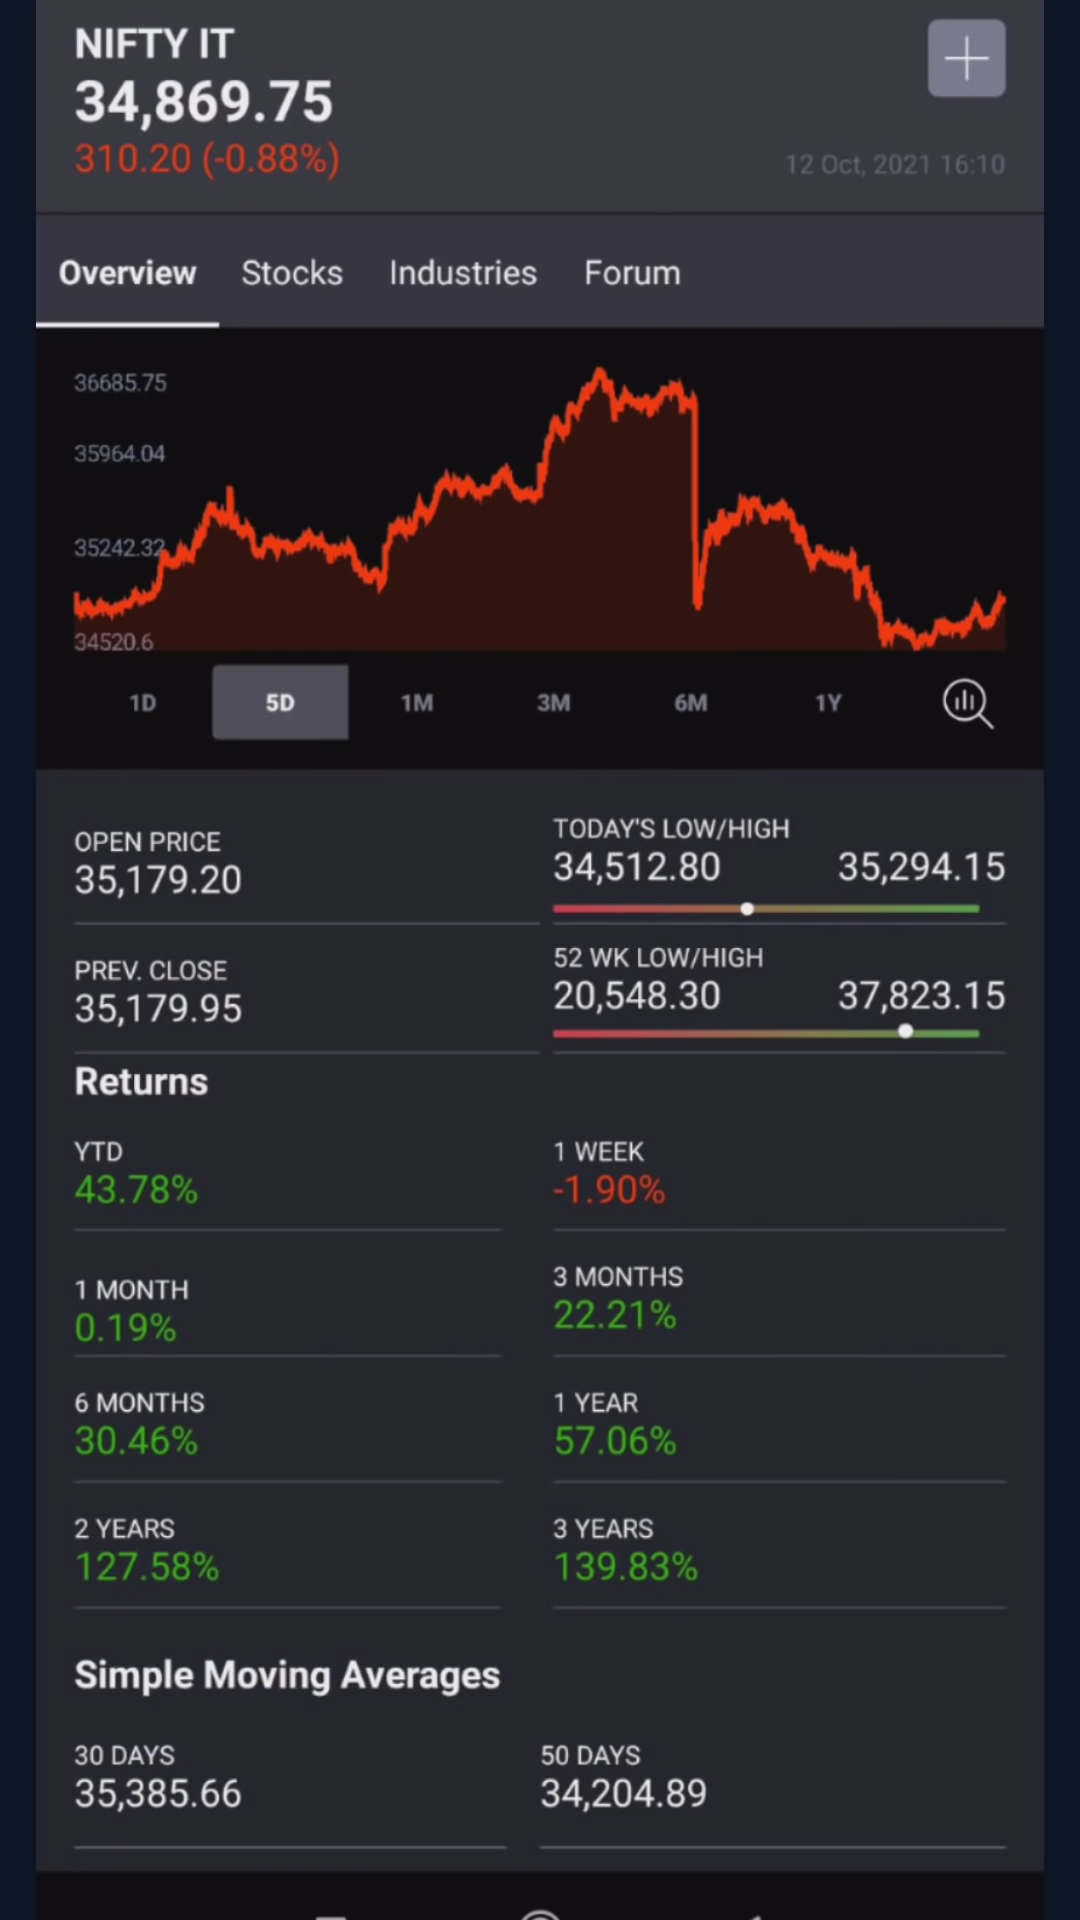 NIFTY IT
34,869.75
310.20 (-0.88%)
12 Oct, 2021 16:10
Overview Stocks Industries Forum
36685.75
35964.04
35242.32
34520.6
1D 5D 1M 3M 6M 1Y
OPEN PRICE
35,179.20
TODAY'S LOW/HIGH
34,512.80 35,294.15
PREV. CLOSE
35,179.95
52 WK LOW/HIGH
20,548.30 37,823.15
Returns
YTD
43.78%
1 WEEK
-1.90%
1 MONTH
0.19%
3 MONTHS
22.21%
6 MONTHS
30.46%
1 YEAR
57.06%
2 YEARS
127.58%
3 YEARS
139.83%
Simple Moving Averages
30 DAYS
35,385.66
50 DAYS
34,204.89